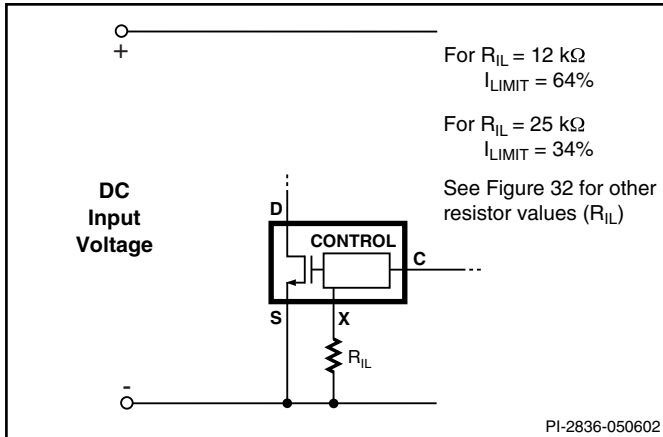 +
For R_IL = 12 kΩ
I_LIMIT = 64%
For R_IL = 25 kΩ
I_LIMIT = 34%
See Figure 32 for other
resistor values (R_IL)
DC
Input
Voltage
D
CONTROL
C
S
X
R_IL
-
PI-2836-050602